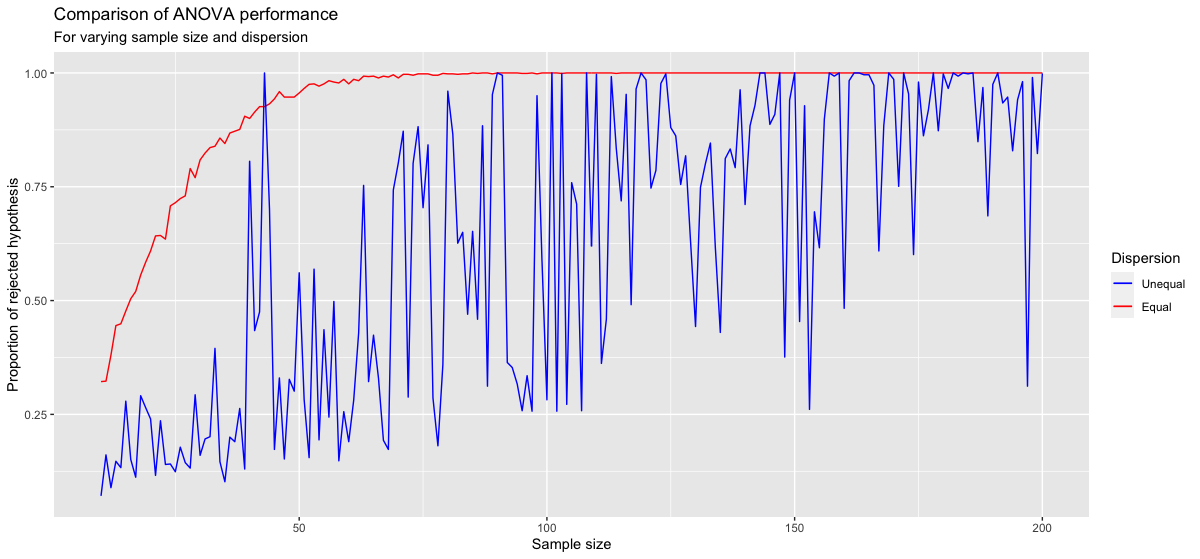 Comparison of ANOVA performance
For varying sample size and dispersion
1.00
0.75
0.50
0.25
Proportion of rejected hypothesis
50
100
150
200
Sample size
Dispersion
Unequal
Equal